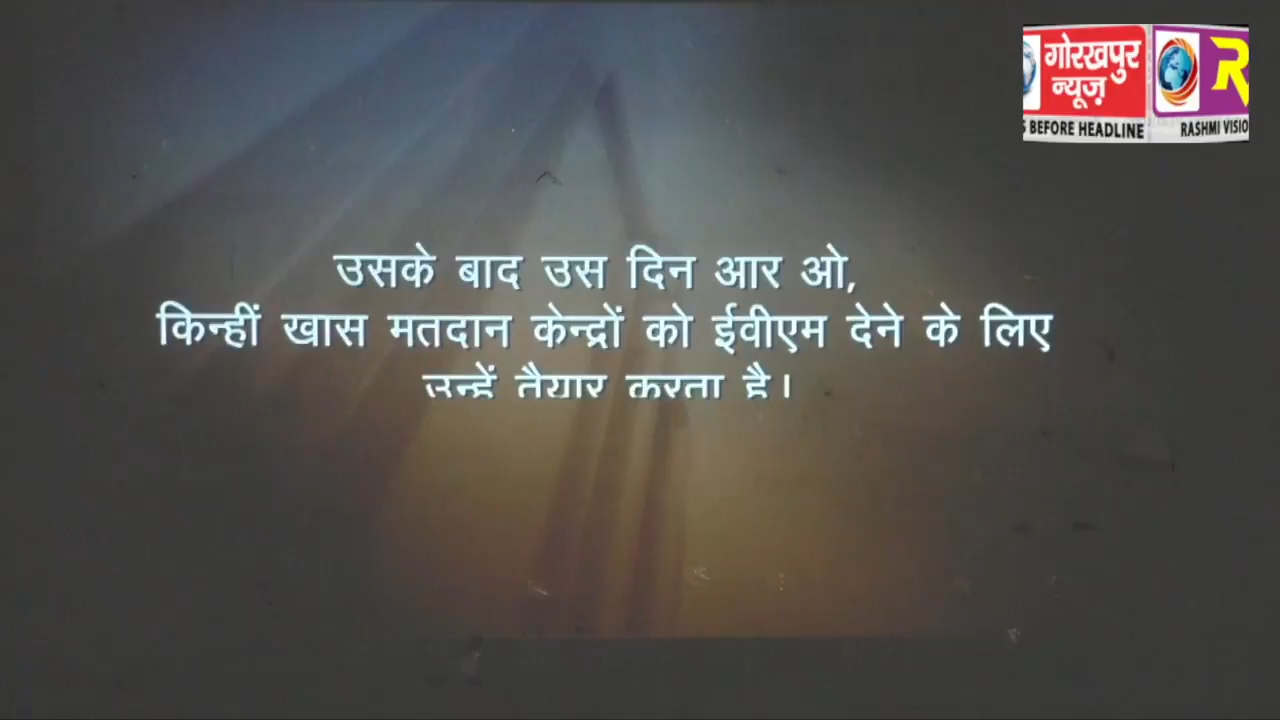 गोरखपुर
न्यूज़
BEFORE HEADLINE
R
RASHMI VISIO
उसके बाद उस दिन आर ओ,
किन्हीं खास मतदान केन्द्रों को ईवीएम देने के लिए
उन्हें तैयार करता है।